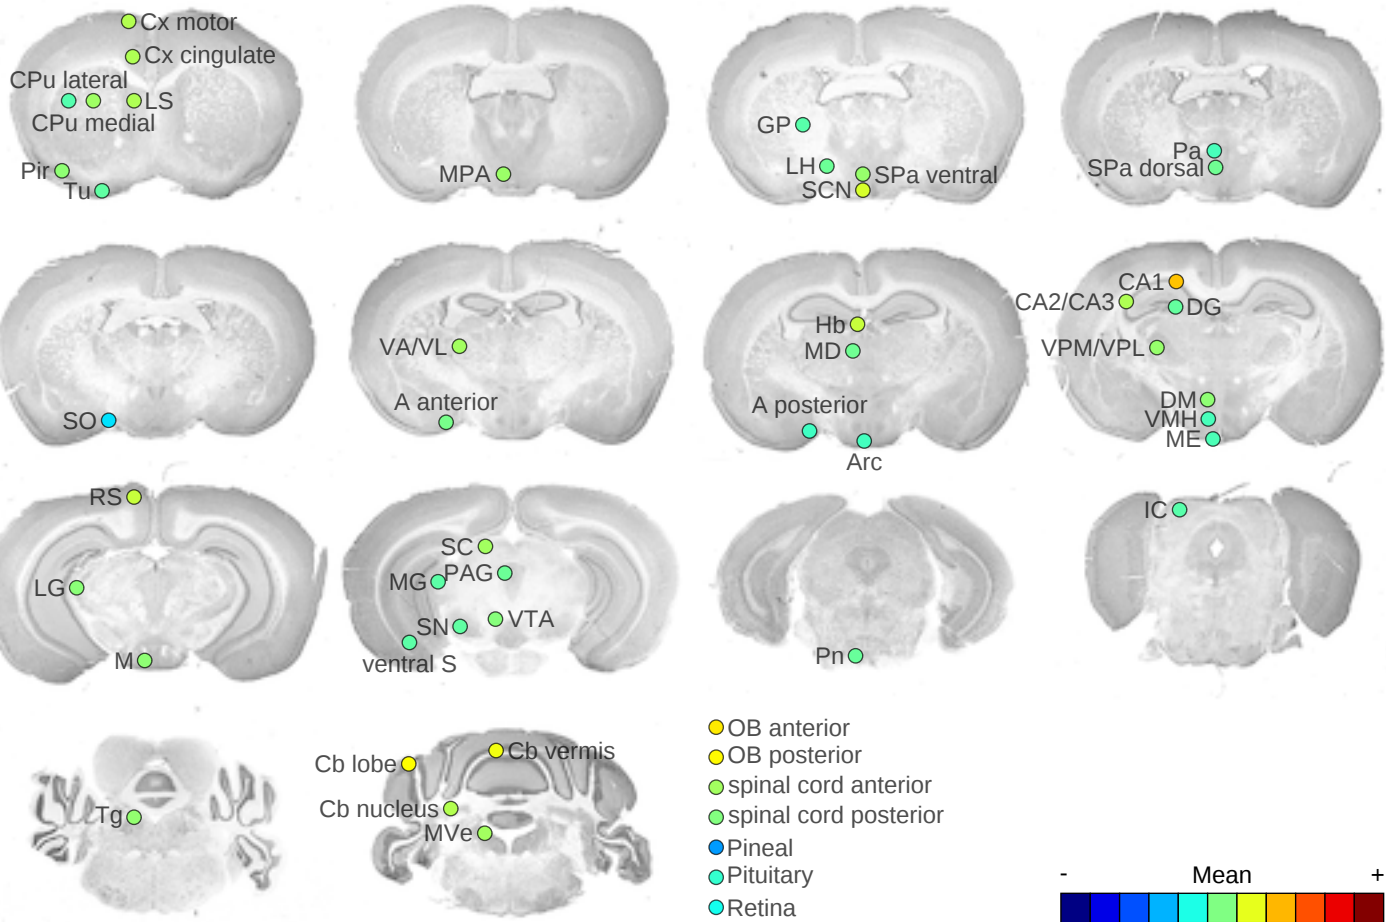 Cx motor
Cx cingulate
CPu lateral
LS
CPu medial
Pir
Tu
MPA
GP
LH
SPa ventral
SCN
Pa
SPa dorsal
SO
VA/VL
A anterior
Hb
MD
A posterior
Arc
CA1
CA2/CA3
DG
VPM/VPL
DM
VMH
ME
RS
LG
M
SC
MG
PAG
SN
VTA
ventral S
Pn
IC
Tg
Cb lobe
Cb vermis
Cb nucleus
MVe
OB anterior
OB posterior
spinal cord anterior
spinal cord posterior
Pineal
Pituitary
Retina
- Mean +